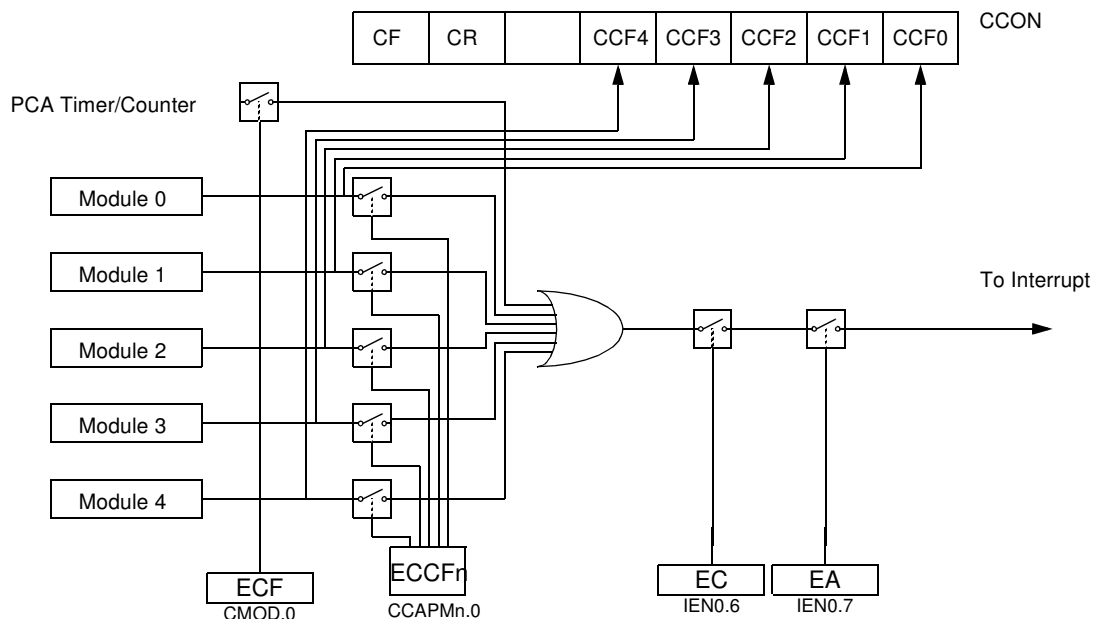 CF CR CCF4 CCF3 CCF2 CCF1 CCF0 CCON
PCA Timer/Counter
Module 0
Module 1
To Interrupt
Module 2
Module 3
Module 4
ECF
CMOD.0
ECCFn
CCAPMn.0
EC
IEN0.6
EA
IEN0.7